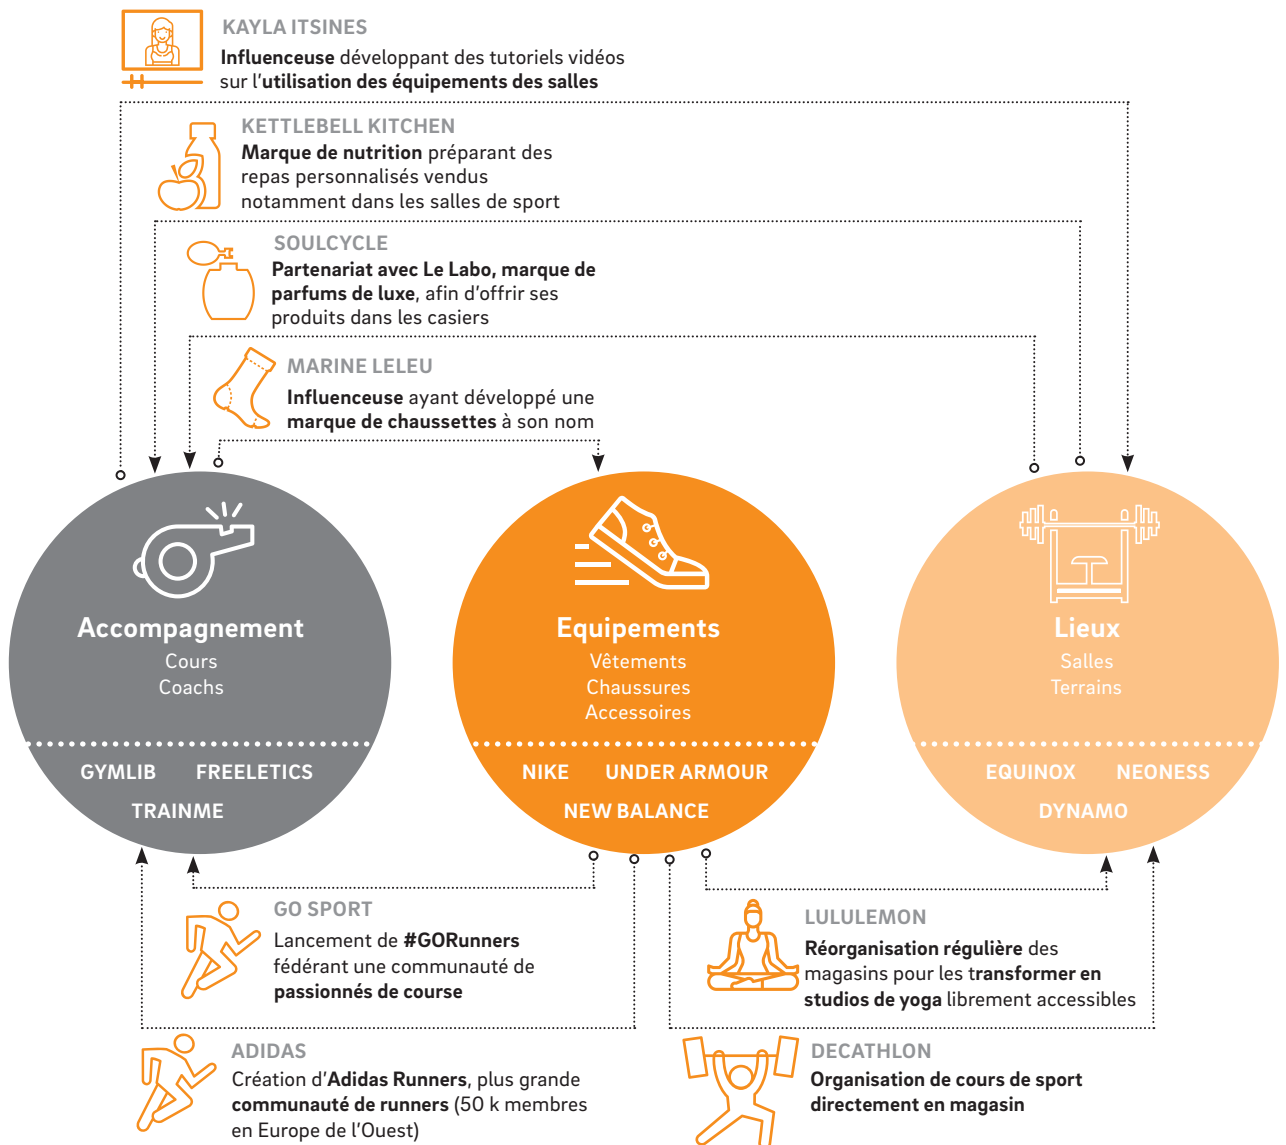 KAYLA ITSINES
Influenceuse développant des tutoriels vidéos
sur l'utilisation des équipements des salles
KETTLEBELL KITCHEN
Marque de nutrition préparant des
repas personnalisés vendus
notamment dans les salles de sport
SOULCYCLE
Partenariat avec Le Labo, marque de
parfums de luxe, afin d'offrir ses
produits dans les casiers
MARINE LELEU
Influenceuse ayant développé une
marque de chaussettes à son nom
Accompagnement
Cours
Coachs
GYMLIB FREELETICS
TRAINME
Equipements
Vêtements
Chaussures
Accessoires
NIKE UNDER ARMOUR
NEW BALANCE
Lieux
Salles
Terrains
EQUINOX NEONESS
DYNAMO
GO SPORT
Lancement de #GORunners
fédérant une communauté de
passionnés de course
LULULEMON
Réorganisation régulière des
magasins pour les transformer en
studios de yoga librement accessibles
ADIDAS
Création d'Adidas Runners, plus grande
communauté de runners (50 k membres
en Europe de l'Ouest)
DECATHLON
Organisation de cours de sport
directement en magasin